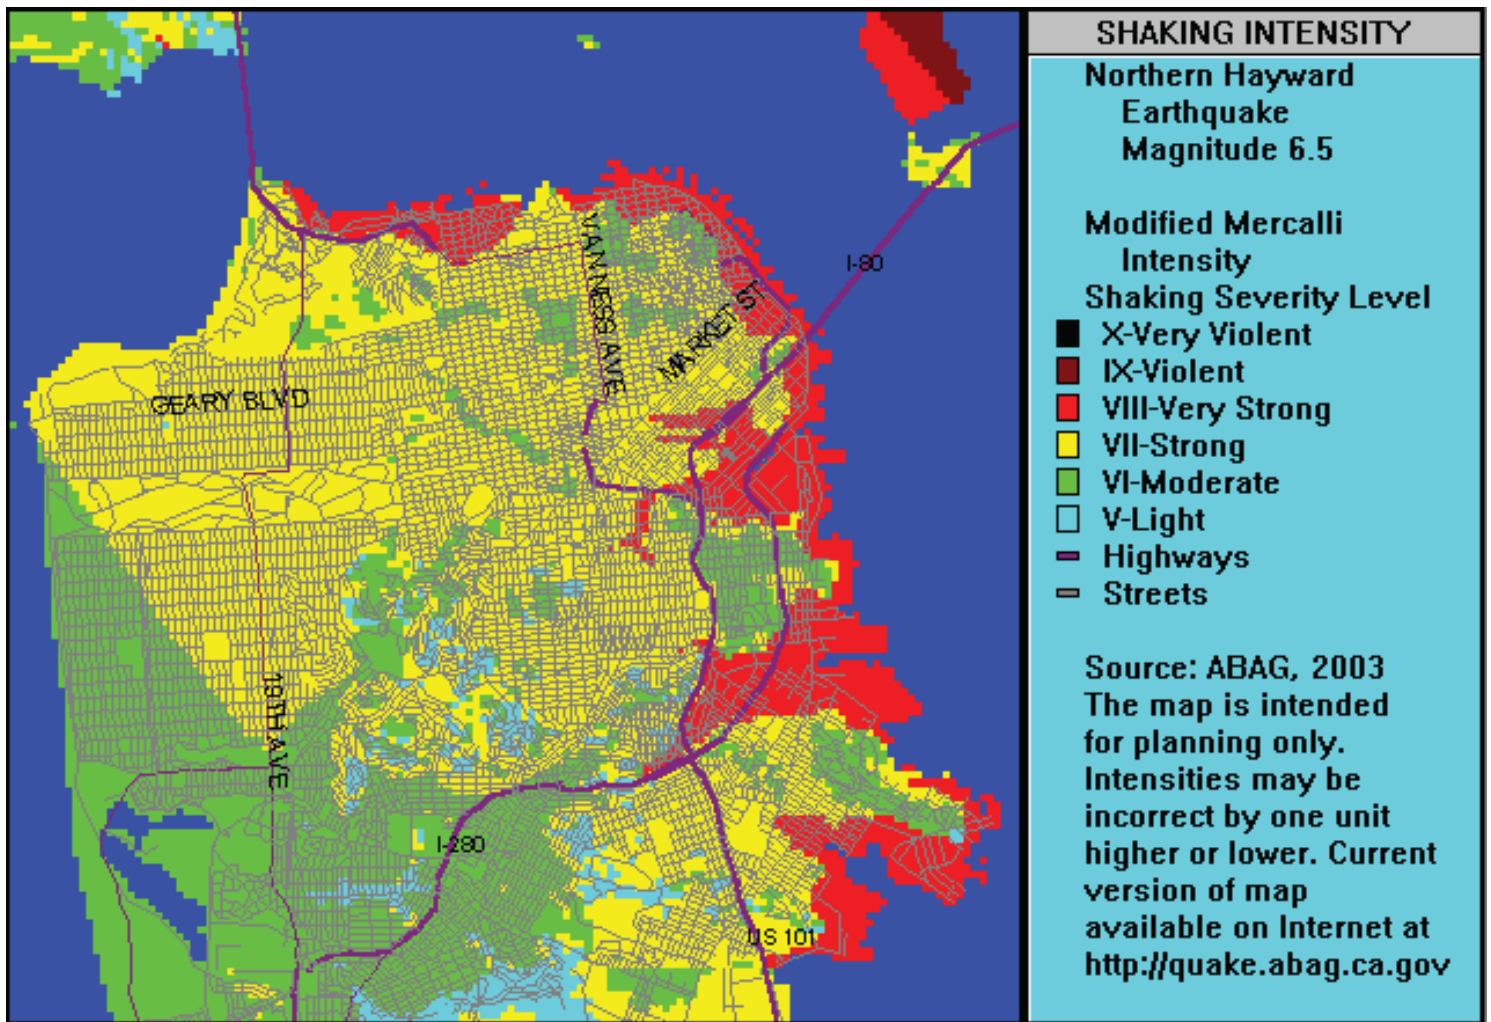 SHAKING INTENSITY
Northern Hayward
Earthquake
Magnitude 6.5
Modified Mercalli
Intensity
Shaking Severity Level
X-Very Violent
IX-Violent
VIII-Very Strong
VII-Strong
VI-Moderate
V-Light
Highways
Streets
Source: ABAG, 2003
The map is intended
for planning only.
Intensities may be
incorrect by one unit
higher or lower. Current
version of map
available on Internet at
http://quake.abag.ca.gov
I-80
VAN NESS AVE
MARKET ST
GEARY BLVD
19TH AVE
I-280
US 101